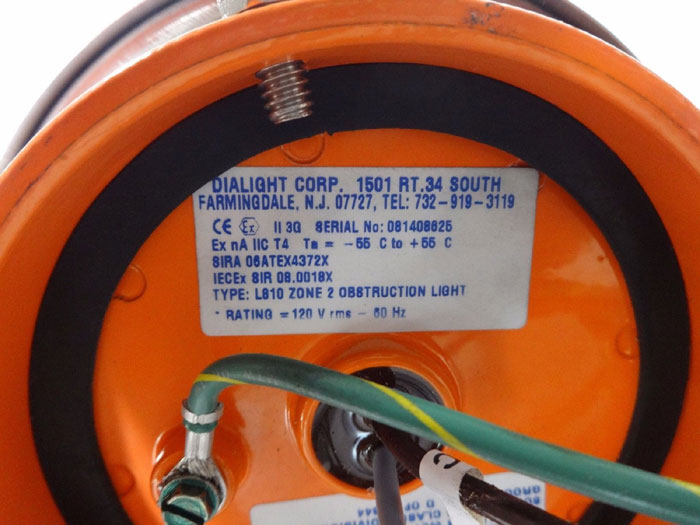 DIALIGHT CORP. 1501 RT.34 SOUTH
FARMINGDALE, N.J. 07727, TEL: 732-919-3119
CE Ex II 3G SERIAL No: 081408625
Ex nA IIC T4 Ta = -55 C to +55 C
SIRA 06ATEX4372X
IECEx SIR 08.0018X
TYPE: L810 ZONE 2 OBSTRUCTION LIGHT
* RATING = 120 V rms - 60 Hz